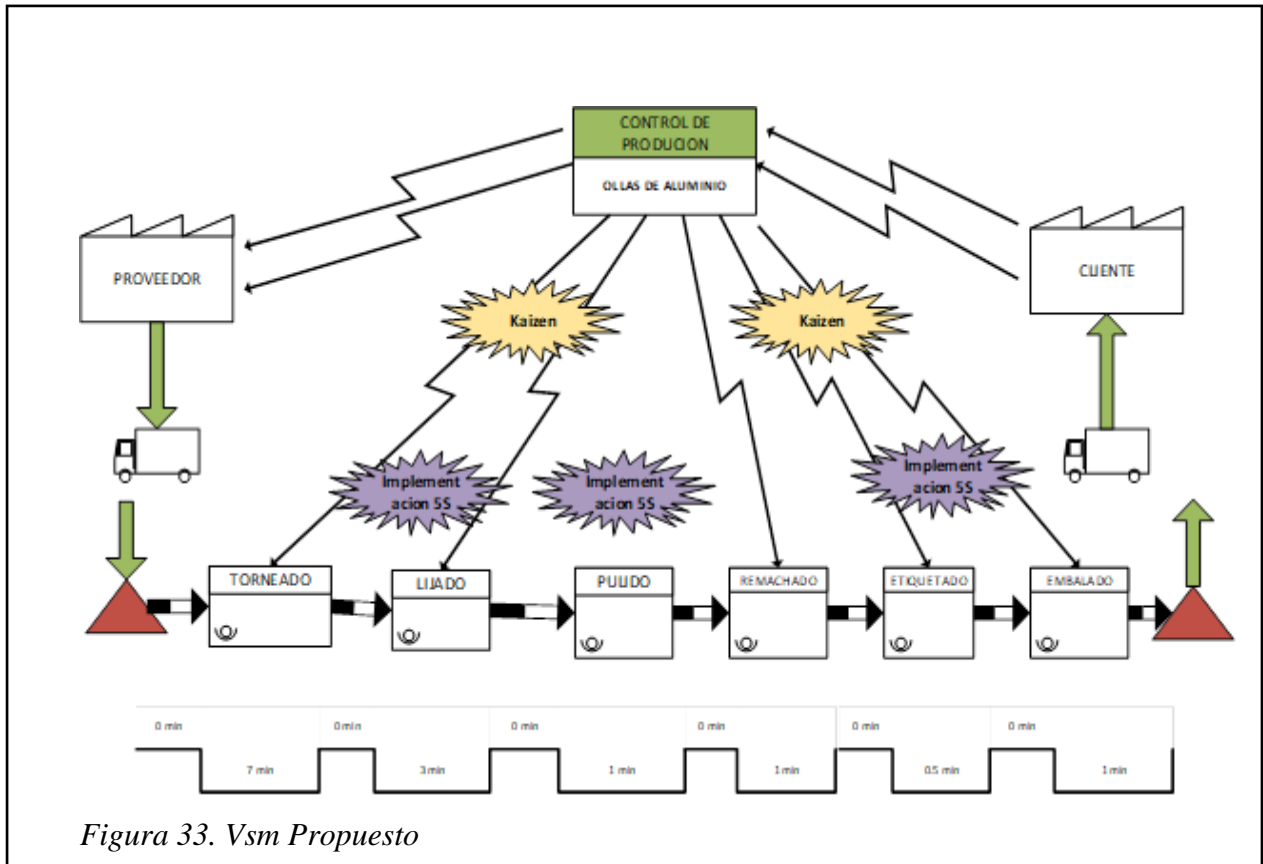 CONTROL DE
PRODUCION
OLLAS DE ALUMINIO
PROVEEDOR
CLIENTE
Kaizen
Kaizen
Implement
acion 5S
Implement
acion 5S
Implement
acion 5S
TORNEADO
LIJADO
PULIDO
REMACHADO
ETIQUETADO
EMBALADO
0 min
0 min
0 min
0 min
0 min
0 min
7 min
3 min
1 min
1 min
0.5 min
1 min
Figura 33. Vsm Propuesto